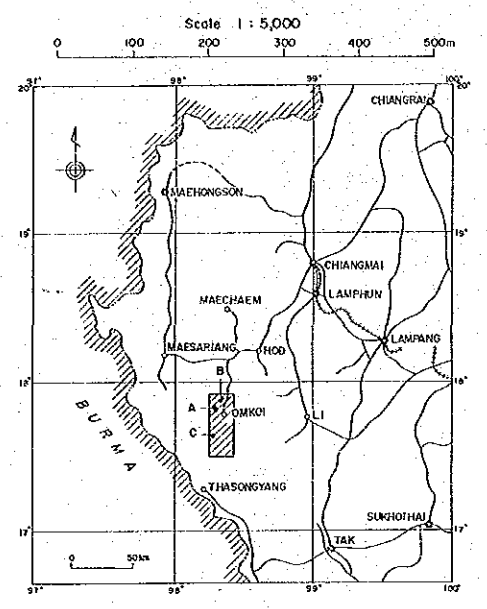 Scale 1 : 5,000
0 100 200 300 400 500m
97° 98° 99° 100°
20° 20°
CHIANGRAI
MAEHONGSON
19° 19°
CHIANGMAI
LAMPHUN
MAECHAEM
LAMPANG
MAESARIANG HOD
B
18° 18°
A OMKOI
LI
C
BURMA
THASONGYANG
SUKHOTHAI
17° 17°
TAK
0 50km
98° 99° 100°